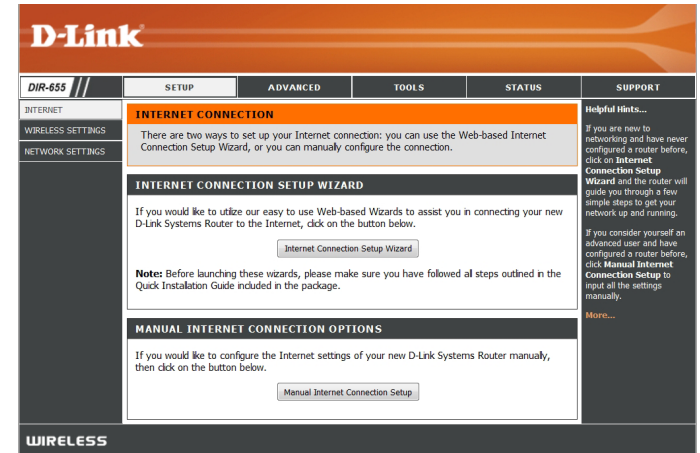 D-Link
DIR-655
SETUP
ADVANCED
TOOLS
STATUS
SUPPORT
INTERNET
WIRELESS SETTINGS
NETWORK SETTINGS
INTERNET CONNECTION
There are two ways to set up your Internet connection: you can use the Web-based Internet
Connection Setup Wizard, or you can manually configure the connection.
INTERNET CONNECTION SETUP WIZARD
If you would like to utilize our easy to use Web-based Wizards to assist you in connecting your new
D-Link Systems Router to the Internet, click on the button below.
Internet Connection Setup Wizard
Note: Before launching these wizards, please make sure you have followed all steps outlined in the
Quick Installation Guide included in the package.
MANUAL INTERNET CONNECTION OPTIONS
If you would like to configure the Internet settings of your new D-Link Systems Router manually,
then click on the button below.
Manual Internet Connection Setup
Helpful Hints...
If you are new to
networking and have never
configured a router before,
click on Internet
Connection Setup
Wizard and the router will
guide you through a few
simple steps to get your
network up and running.
If you consider yourself an
advanced user and have
configured a router before,
click Manual Internet
Connection Setup to
input all the settings
manually.
More...
WIRELESS